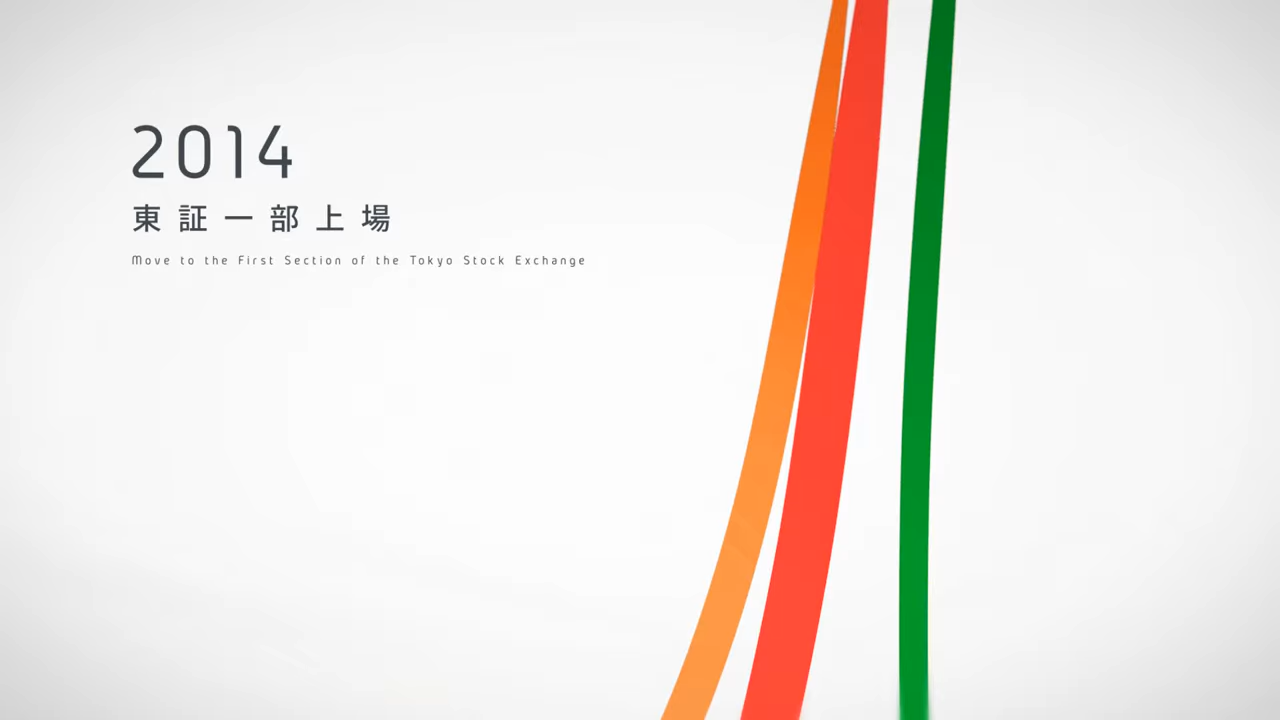 2014
東証一部上場
Move to the First Section of the Tokyo Stock Exchange